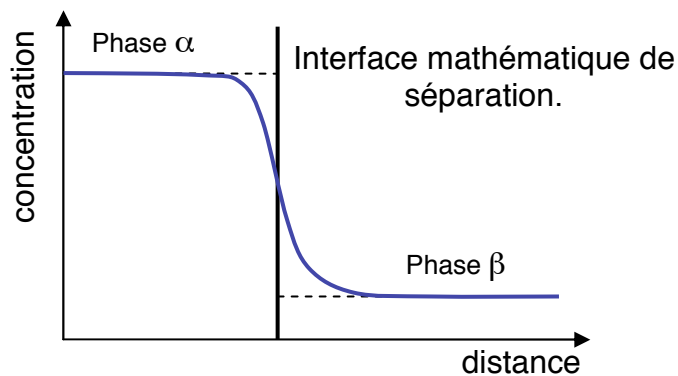 Phase α
Interface mathématique de
séparation.
concentration
Phase β
distance